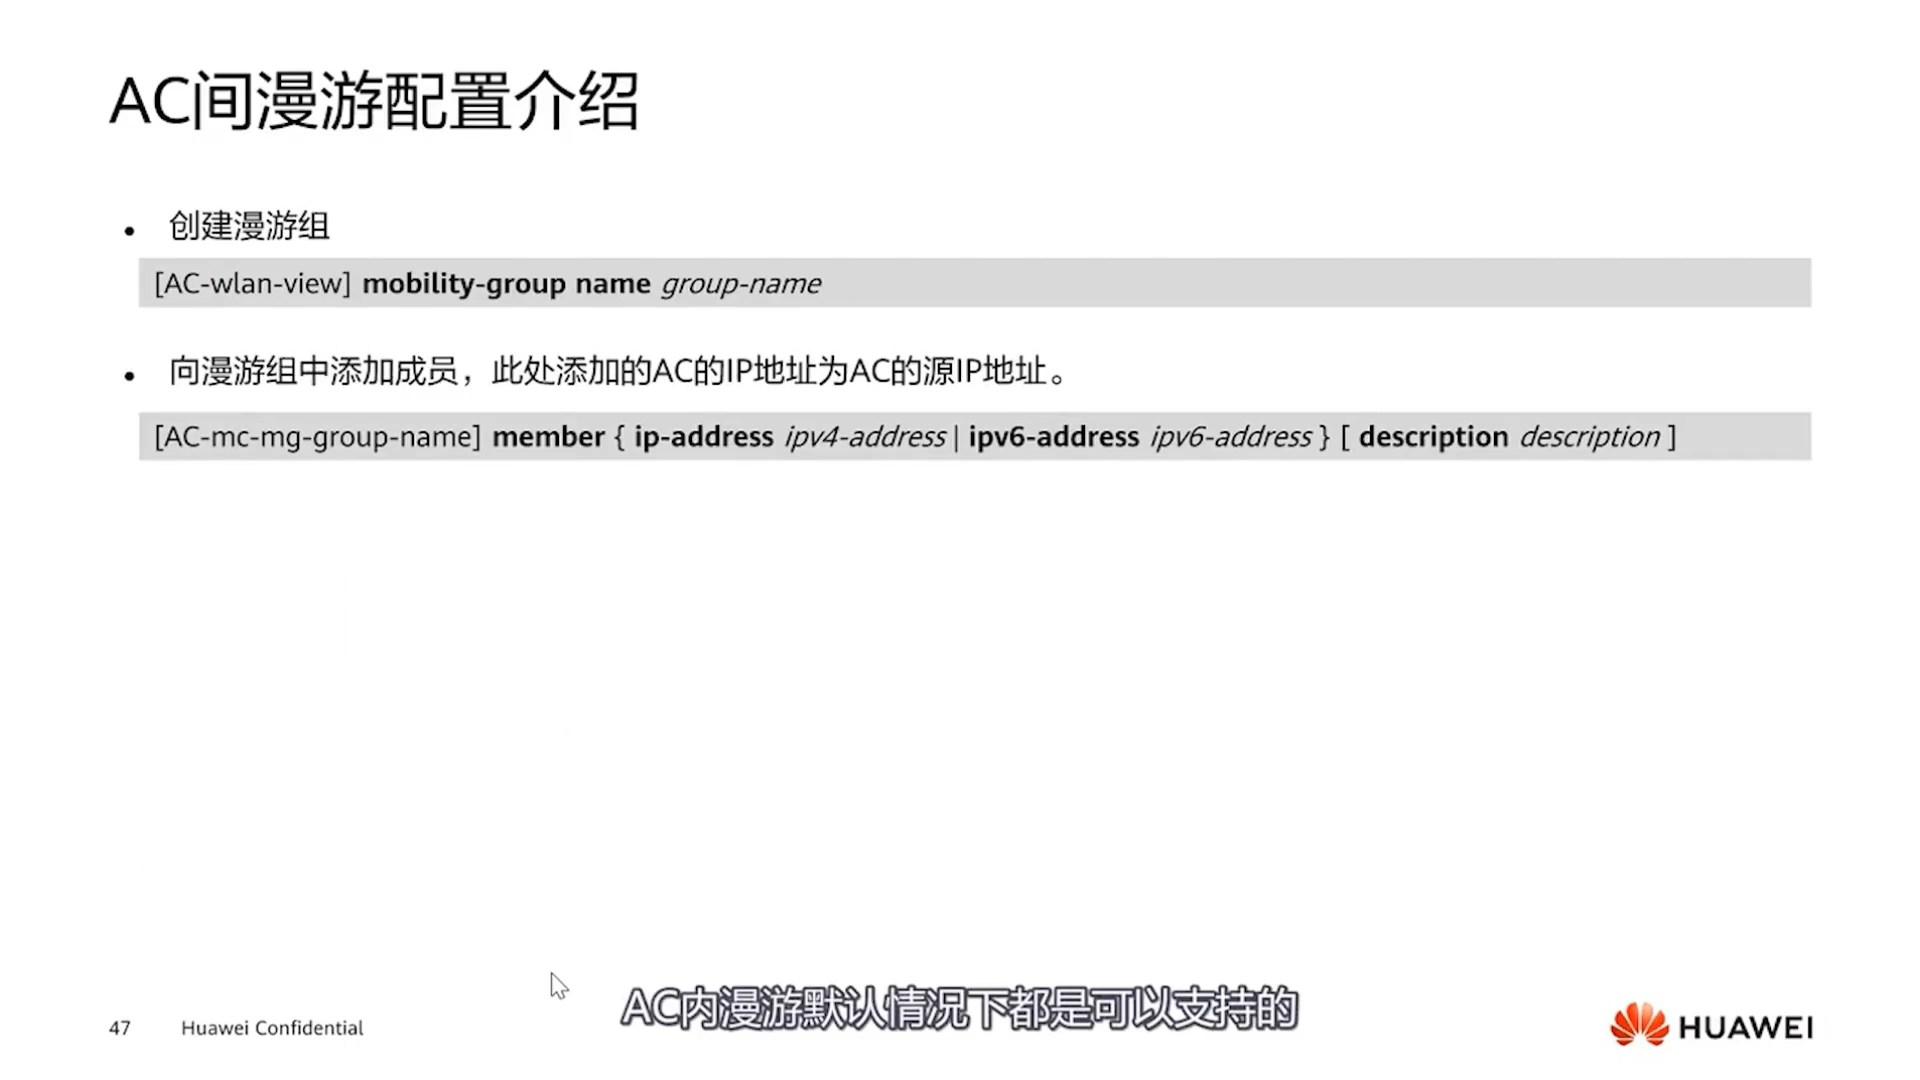 AC间漫游配置介绍
• 创建漫游组
[AC-wlan-view] mobility-group name group-name
• 向漫游组中添加成员，此处添加的AC的IP地址为AC的源IP地址。
[AC-mc-mg-group-name] member { ip-address ipv4-address | ipv6-address ipv6-address } [ description description ]
AC内漫游默认情况下都是可以支持的
47 Huawei Confidential
HUAWEI